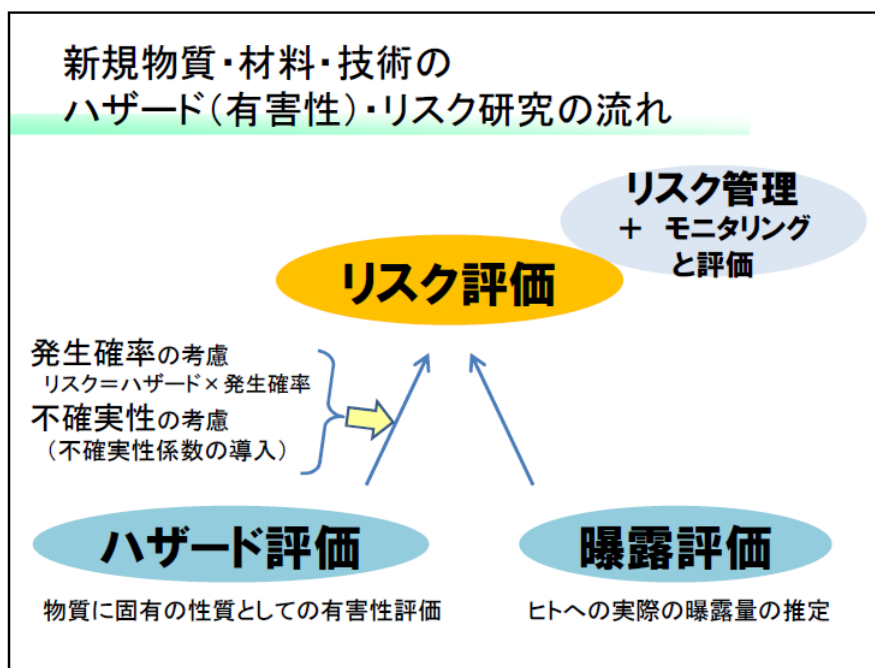 新規物質・材料・技術の
ハザード（有害性）・リスク研究の流れ
リスク管理
＋ モニタリング
と評価
リスク評価
発生確率の考慮
リスク＝ハザード×発生確率
不確実性の考慮
（不確実性係数の導入）
ハザード評価
曝露評価
物質に固有の性質としての有害性評価
ヒトへの実際の曝露量の推定